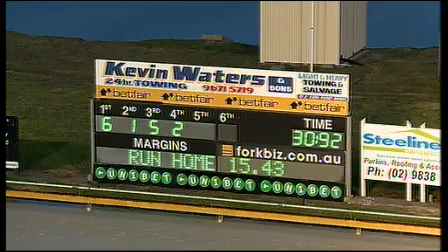 Kevin Waters
24hr. TOWING 9671 5719
& SONS
LIGHT & HEAVY
TOWING &
SALVAGE
betfair betfair betfair betfair
1ST 2ND 3RD 4TH 5TH 6TH TIME
6 1 5 2 30:92
MARGINS forkbiz.com.au
RUN HOME 15.43
UNIBET UNIBET UNIBET
Steeline
Purlins, Roofing & Acc
Ph: (02) 9838